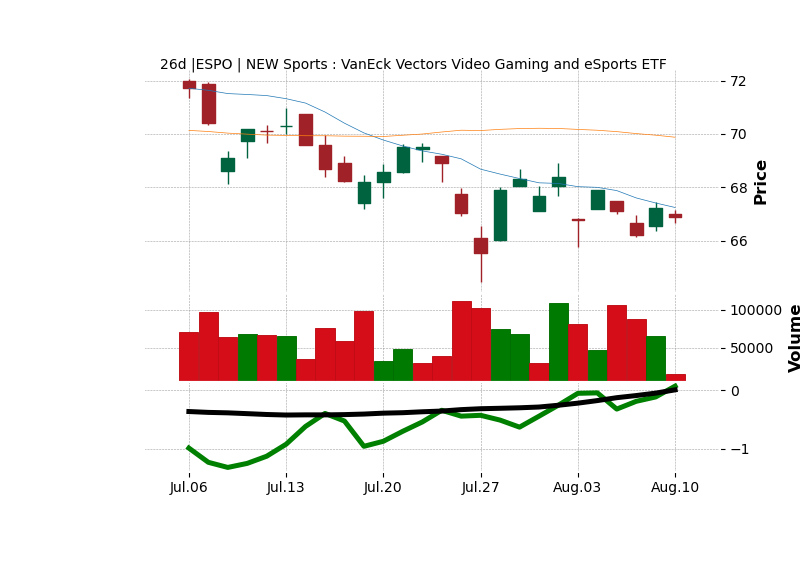 26d |ESPO | NEW Sports : VanEck Vectors Video Gaming and eSports ETF
72
70
68
66
Price
100000
50000
Volume
0
−1
Jul.06 Jul.13 Jul.20 Jul.27 Aug.03 Aug.10